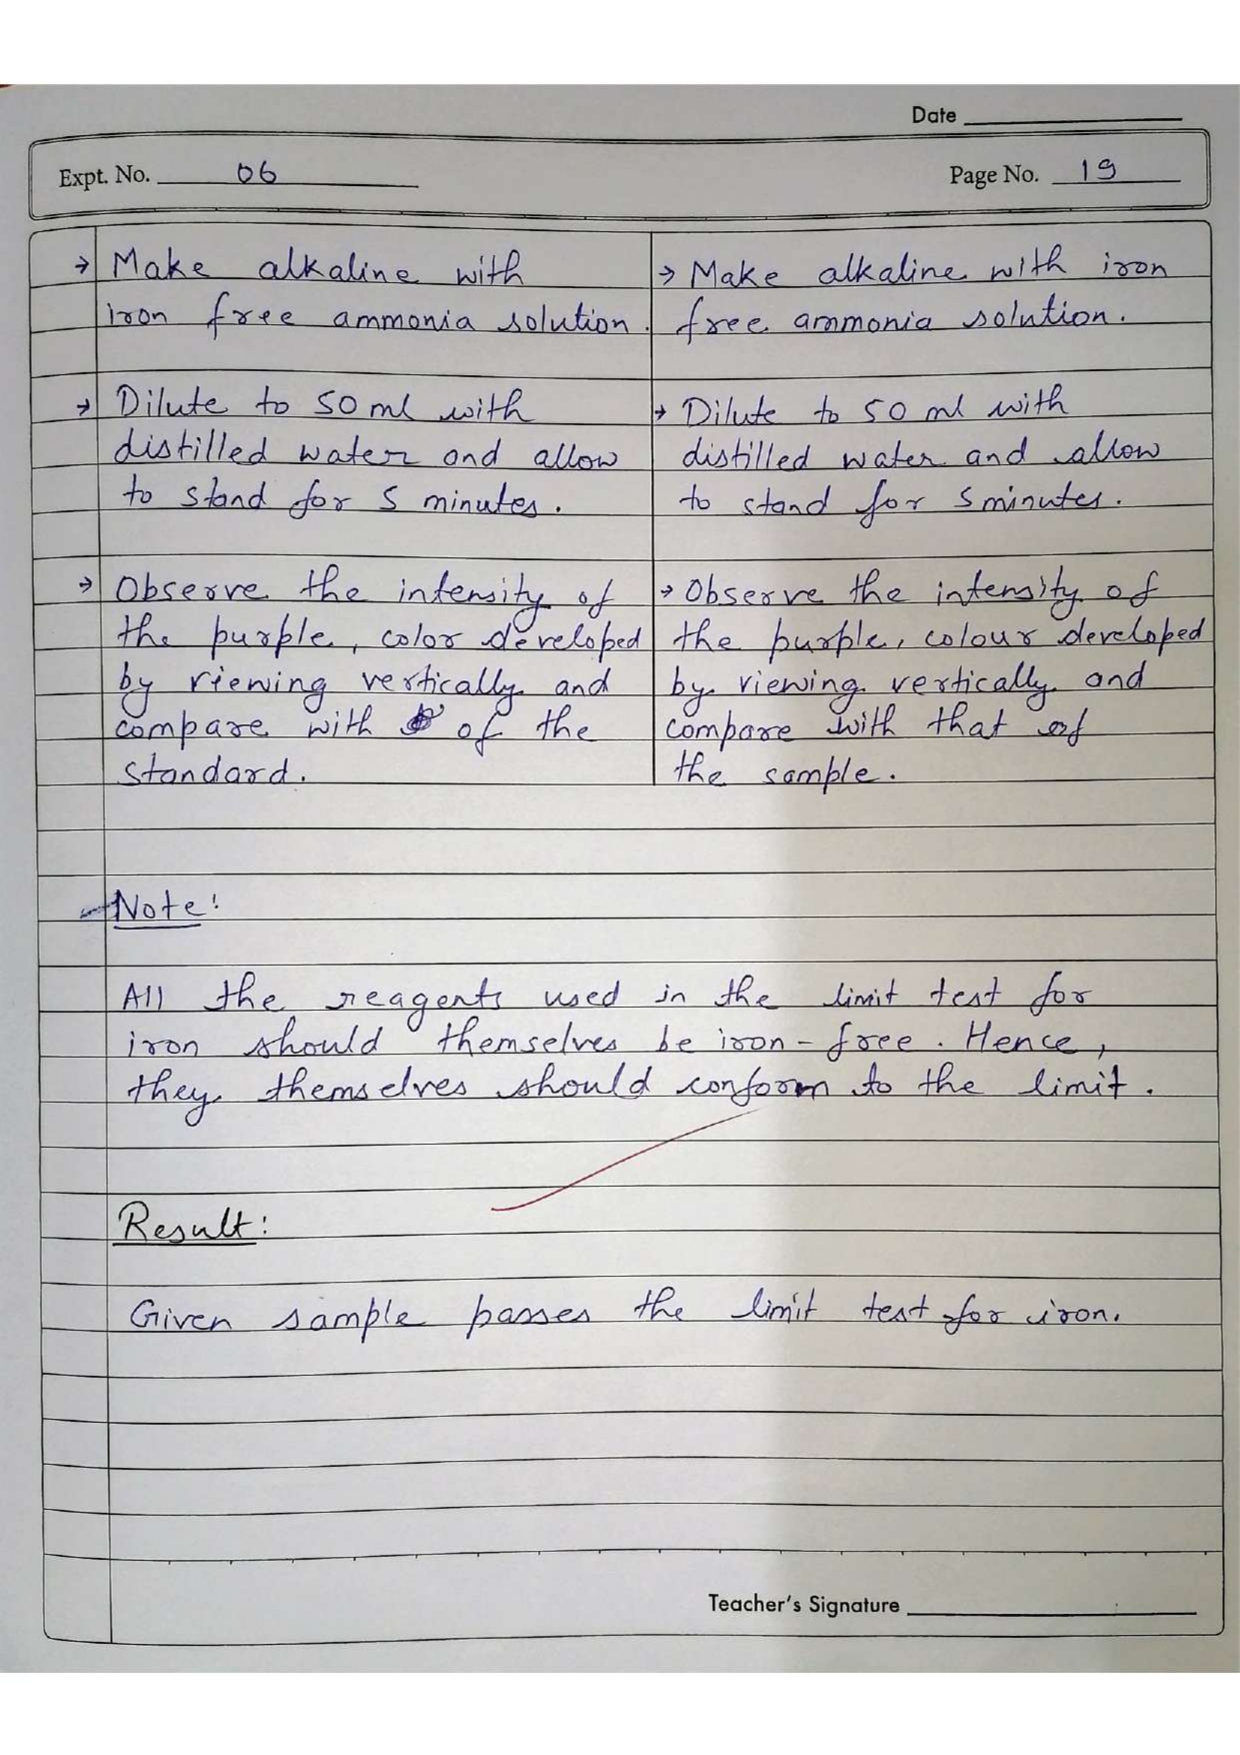 Date
Expt. No. 06
Page No. 19
→ Make alkaline with
iron free ammonia solution.
→ Dilute to 50 ml with
distilled water and allow
to stand for 5 minutes.
→ Observe the intensity of
the purple, color developed
by viewing vertically and
compare with of the
standard.
→ Make alkaline with iron
free ammonia solution.
→ Dilute to 50 ml with
distilled water and allow
to stand for 5 minutes.
→ Observe the intensity of
the purple, colour developed
by viewing vertically and
compare with that of
the sample.
Note:
All the reagents used in the limit test for
iron should themselves be iron-free. Hence,
they themselves should conform to the limit.
Result:
Given sample passes the limit test for iron.
Teacher's Signature